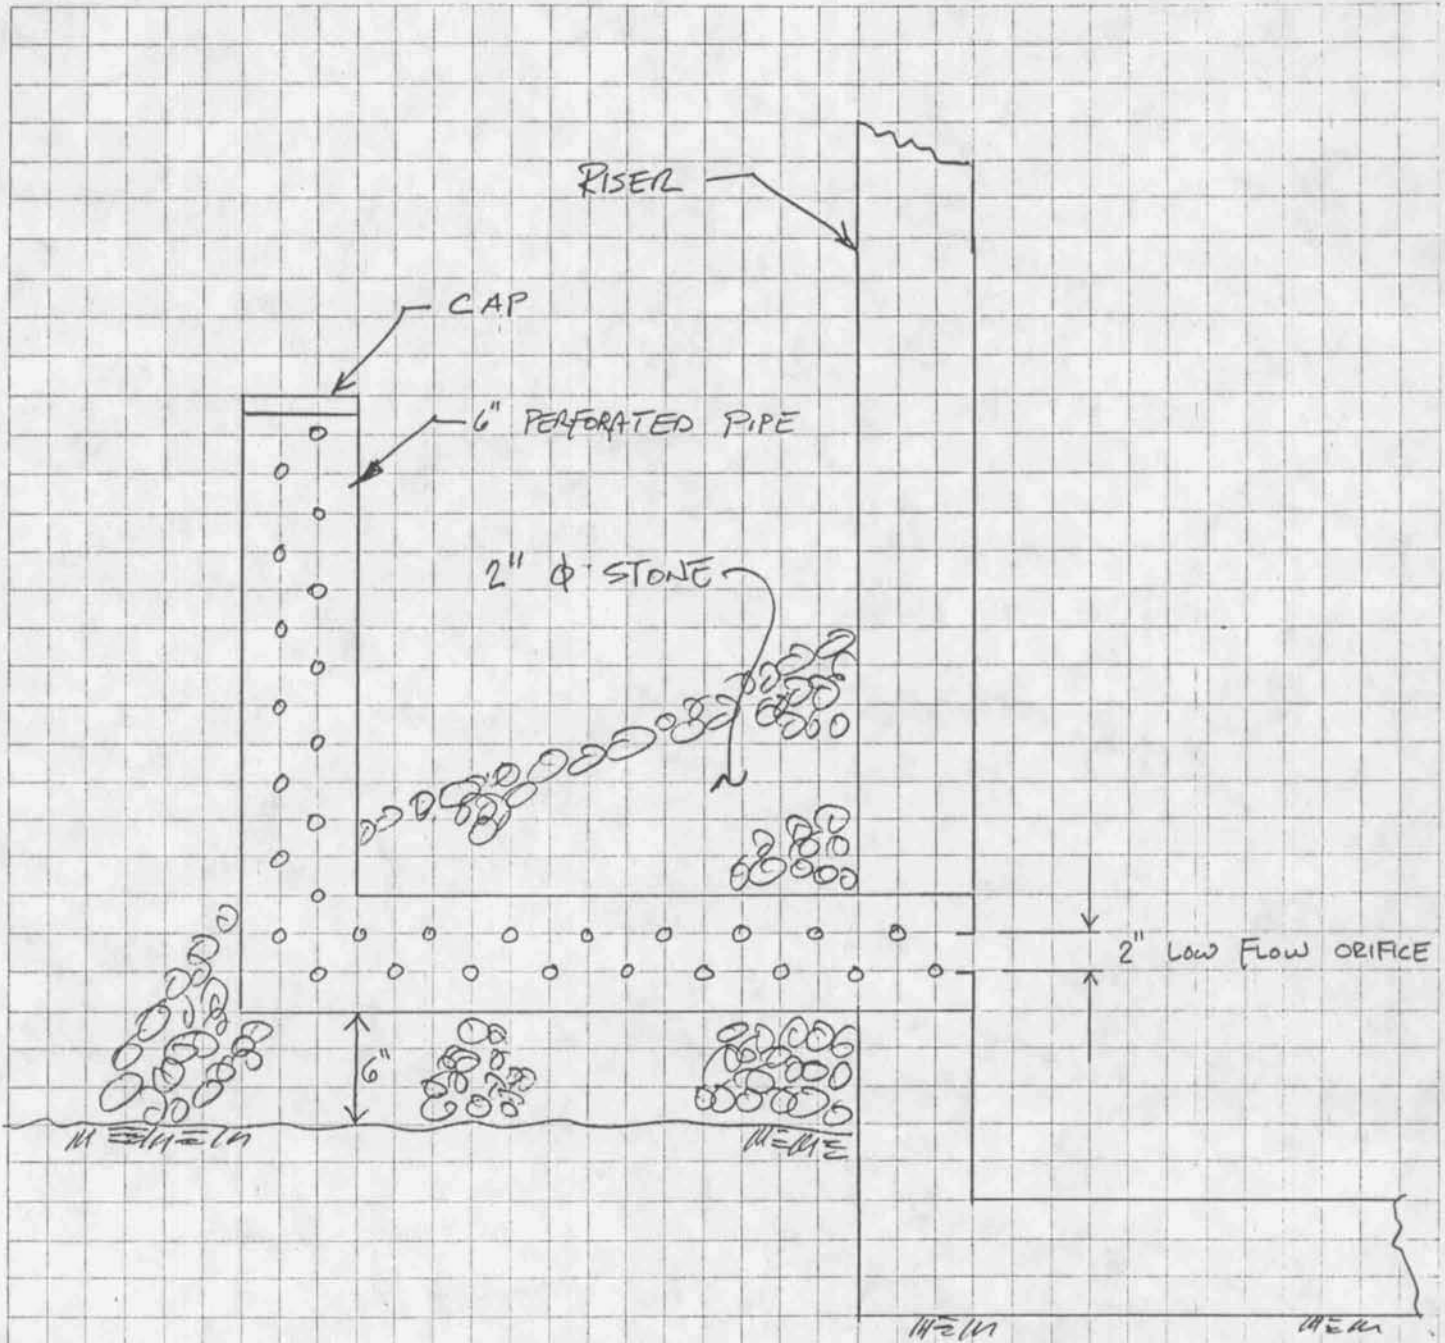 RISER
CAP
6" PERFORATED PIPE
2" Φ STONE
2" LOW FLOW ORIFICE
6"